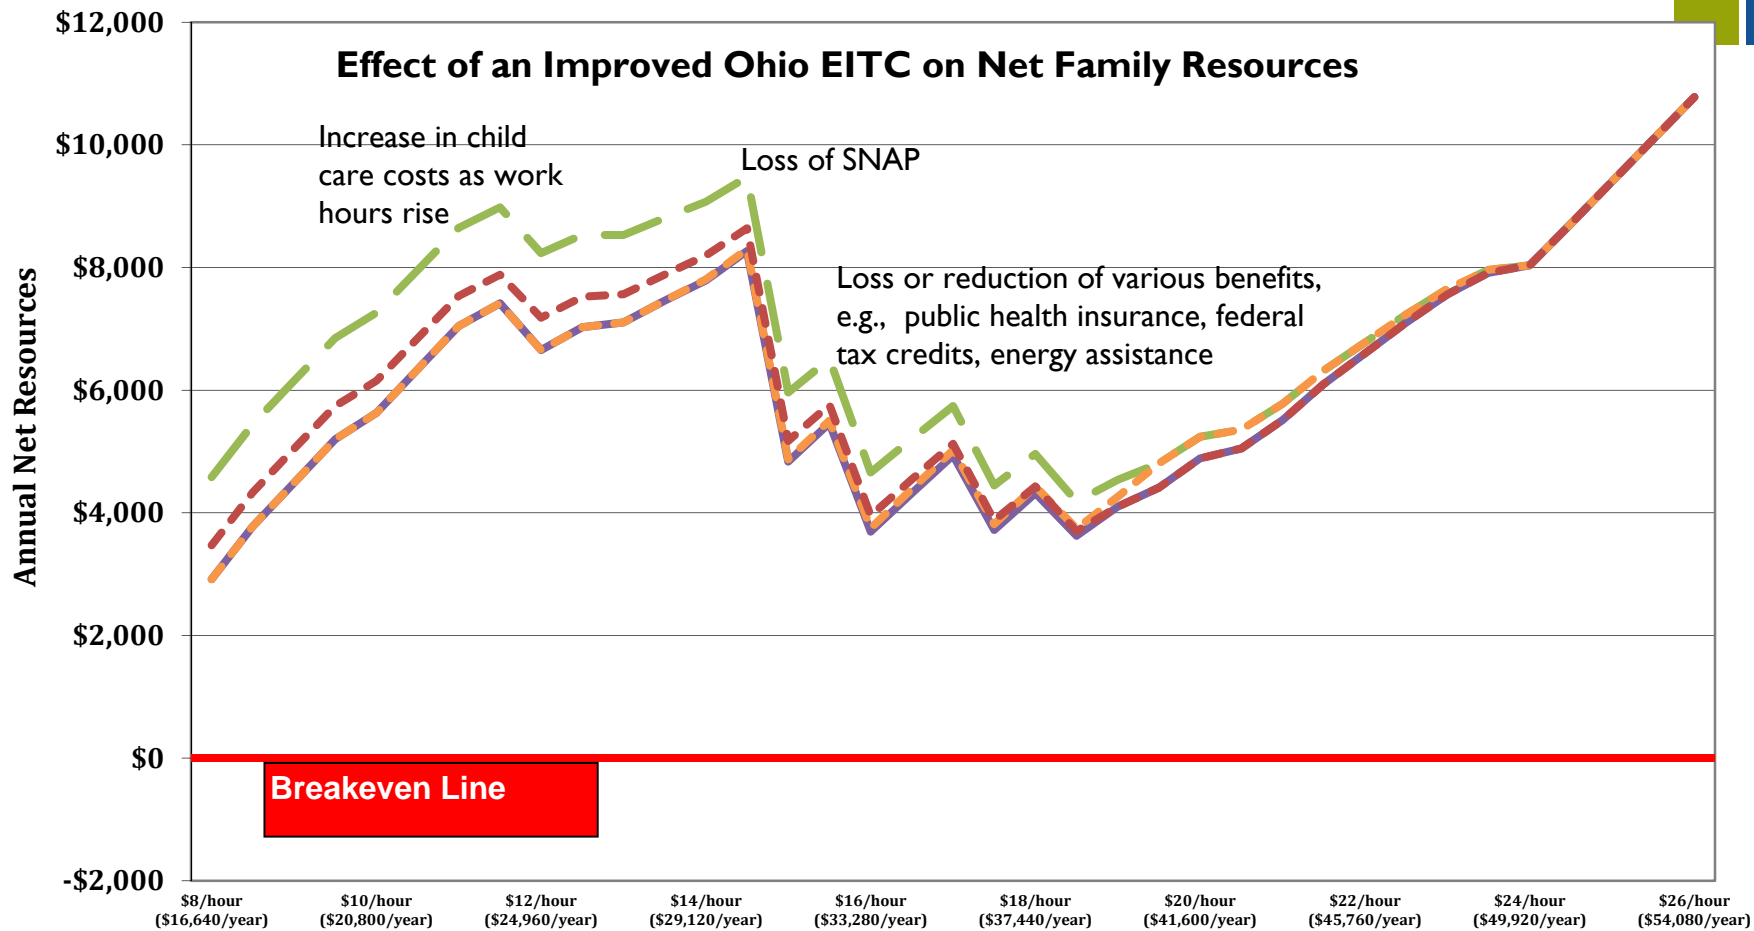 Effect of an Improved Ohio EITC on Net Family Resources
$12,000
$10,000
$8,000
$6,000
$4,000
$2,000
$0
-$2,000
Annual Net Resources
Increase in child
care costs as work
hours rise
Loss of SNAP
Loss or reduction of various benefits,
e.g., public health insurance, federal
tax credits, energy assistance
Breakeven Line
$8/hour
($16,640/year)
$10/hour
($20,800/year)
$12/hour
($24,960/year)
$14/hour
($29,120/year)
$16/hour
($33,280/year)
$18/hour
($37,440/year)
$20/hour
($41,600/year)
$22/hour
($45,760/year)
$24/hour
($49,920/year)
$26/hour
($54,080/year)